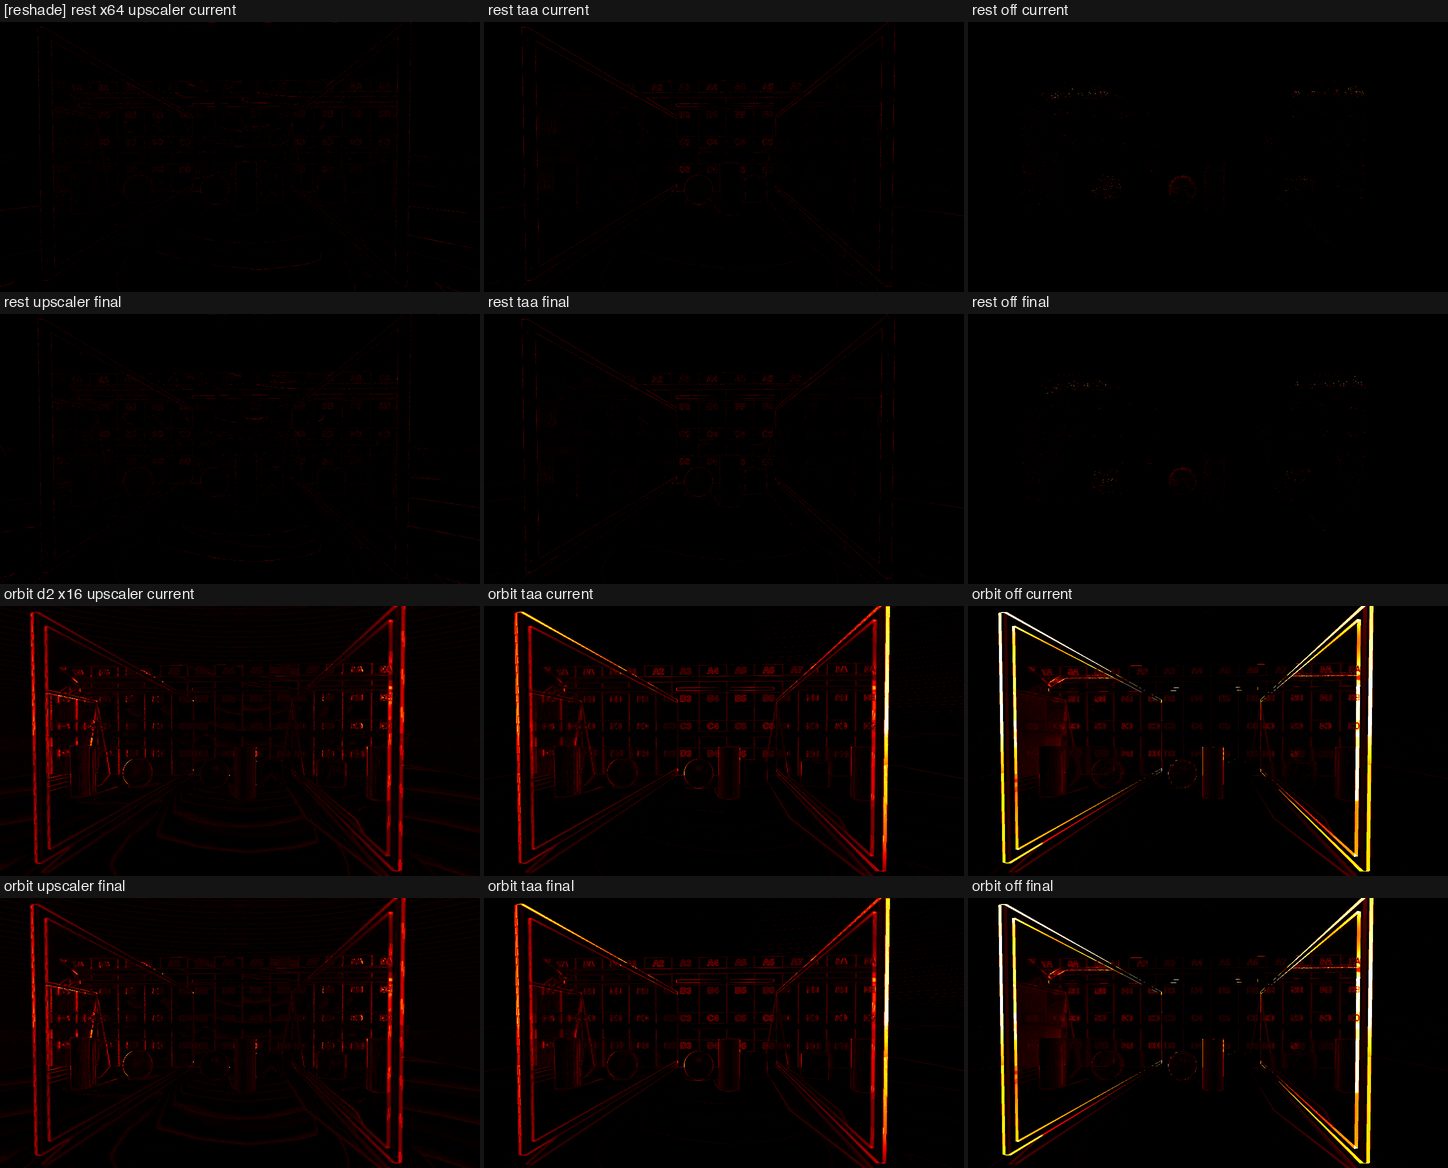 [reshade] rest x64 upscaler current
rest taa current
rest off current
rest upscaler final
rest taa final
rest off final
orbit d2 x16 upscaler current
orbit taa current
orbit off current
orbit upscaler final
orbit taa final
orbit off final